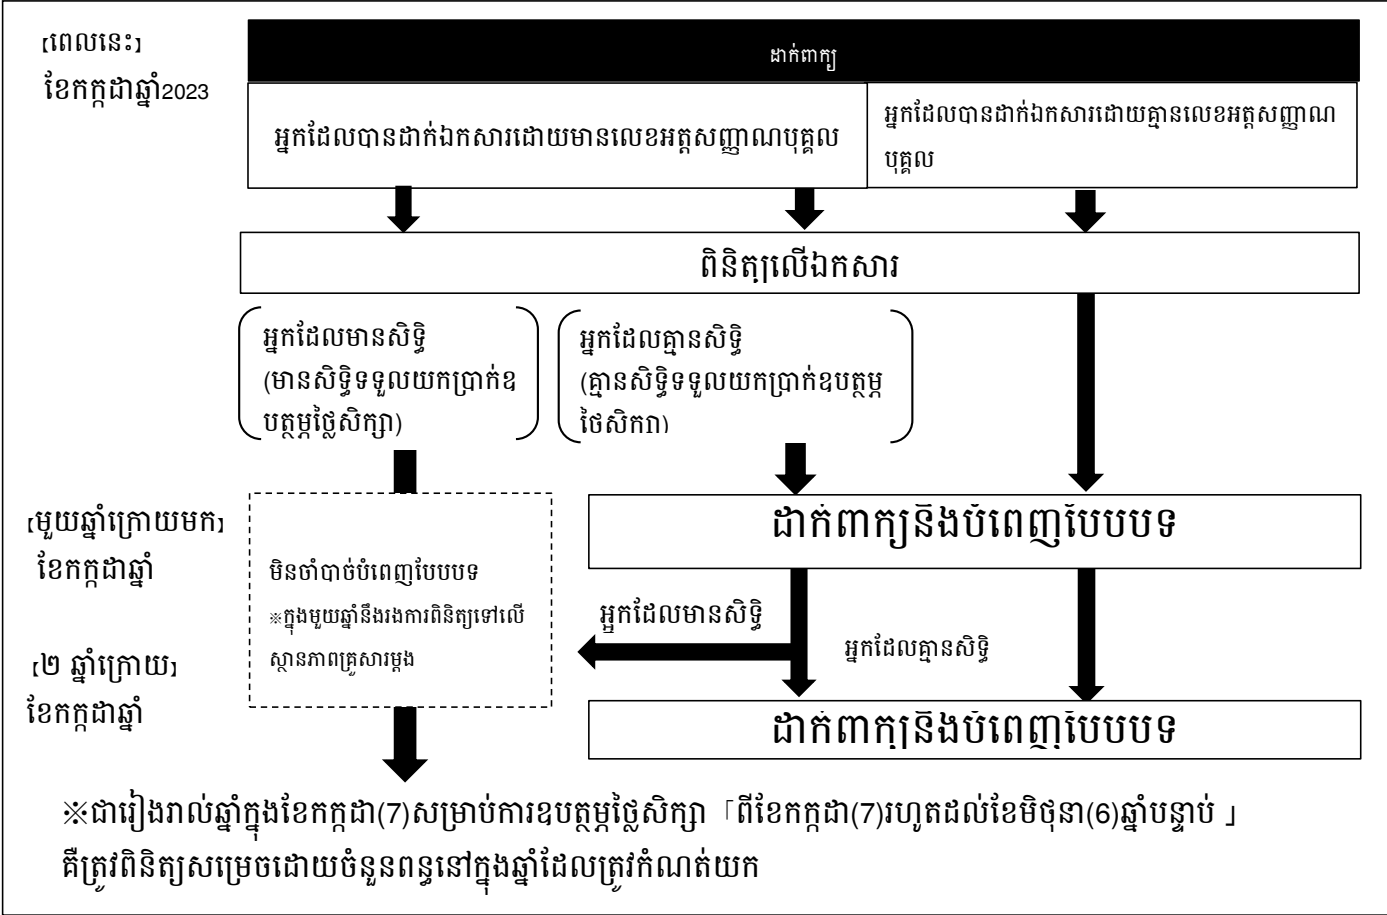 [ពេលនេះ]
ខែកក្កដាឆ្នាំ2023
ដាក់ពាក្យ
អ្នកដែលបានដាក់ឯកសារដោយមានលេខអត្តសញ្ញាណបុគ្គល
អ្នកដែលបានដាក់ឯកសារដោយគ្មានលេខអត្តសញ្ញាណ
បុគ្គល
ពិនិត្យលើឯកសារ
អ្នកដែលមានសិទ្ធិ
(មានសិទ្ធិទទួលយកប្រាក់ឧ
បត្ថម្ភថ្លៃសិក្សា)
អ្នកដែលគ្មានសិទ្ធិ
(គ្មានសិទ្ធិទទួលយកប្រាក់ឧបត្ថម្ភ
ថ្លៃសិក្សា)
[មួយឆ្នាំក្រោយមក]
ខែកក្កដាឆ្នាំ
ដាក់ពាក្យនិងបំពេញបែបបទ
មិនចាំបាច់បំពេញបែបបទ
※ក្នុងមួយឆ្នាំនឹងរងការពិនិត្យទៅលើ
ស្ថានភាពគ្រួសារម្តង
អ្នកដែលមានសិទ្ធិ
អ្នកដែលគ្មានសិទ្ធិ
[២ ឆ្នាំក្រោយ]
ខែកក្កដាឆ្នាំ
ដាក់ពាក្យនិងបំពេញបែបបទ
※ជារៀងរាល់ឆ្នាំក្នុងខែកក្កដា(7)សម្រាប់ការឧបត្ថម្ភថ្លៃសិក្សា「ពីខែកក្កដា(7)រហូតដល់ខែមិថុនា(6)ឆ្នាំបន្ទាប់ 」
គឺត្រូវពិនិត្យសម្រេចដោយចំនួនពន្ធនៅក្នុងឆ្នាំដែលត្រូវកំណត់យក